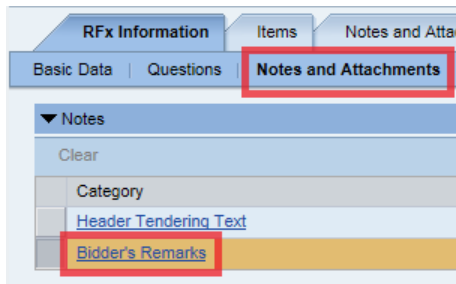 RFx Information Items Notes and Atta
Basic Data | Questions | Notes and Attachments
Notes
Clear
Category
Header Tendering Text
Bidder's Remarks